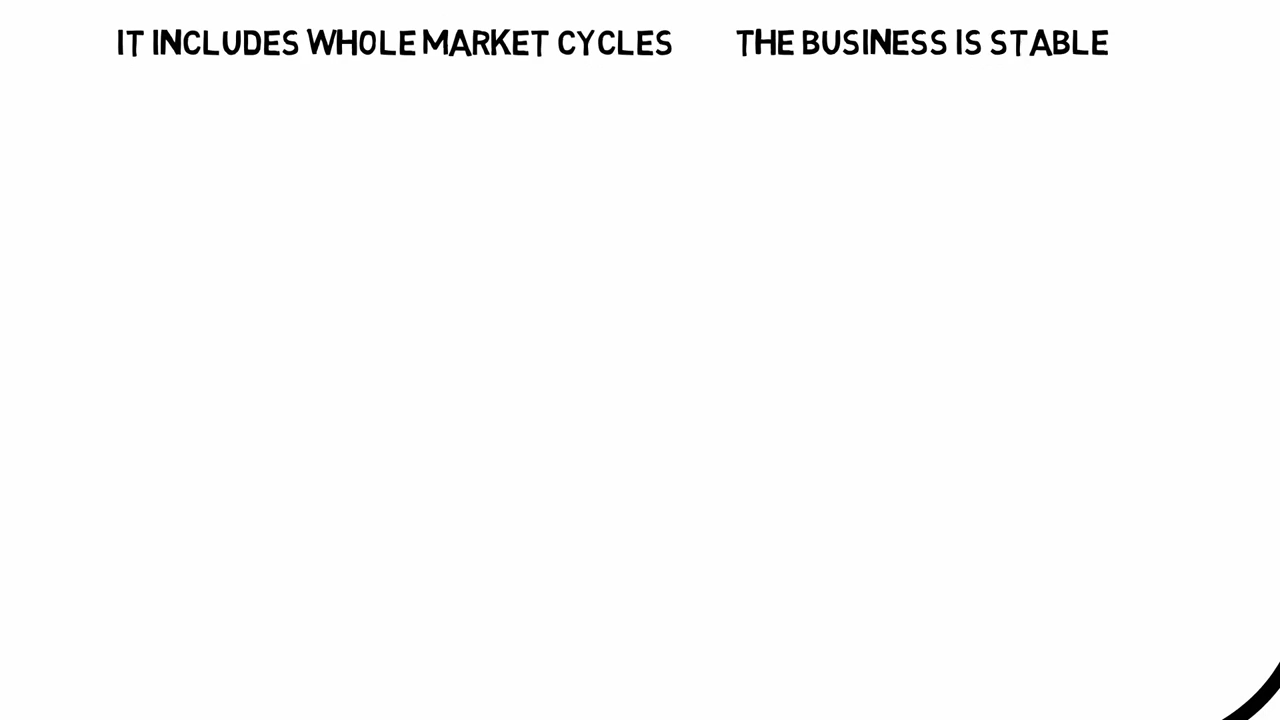 IT INCLUDES WHOLE MARKET CYCLES
THE BUSINESS IS STABLE